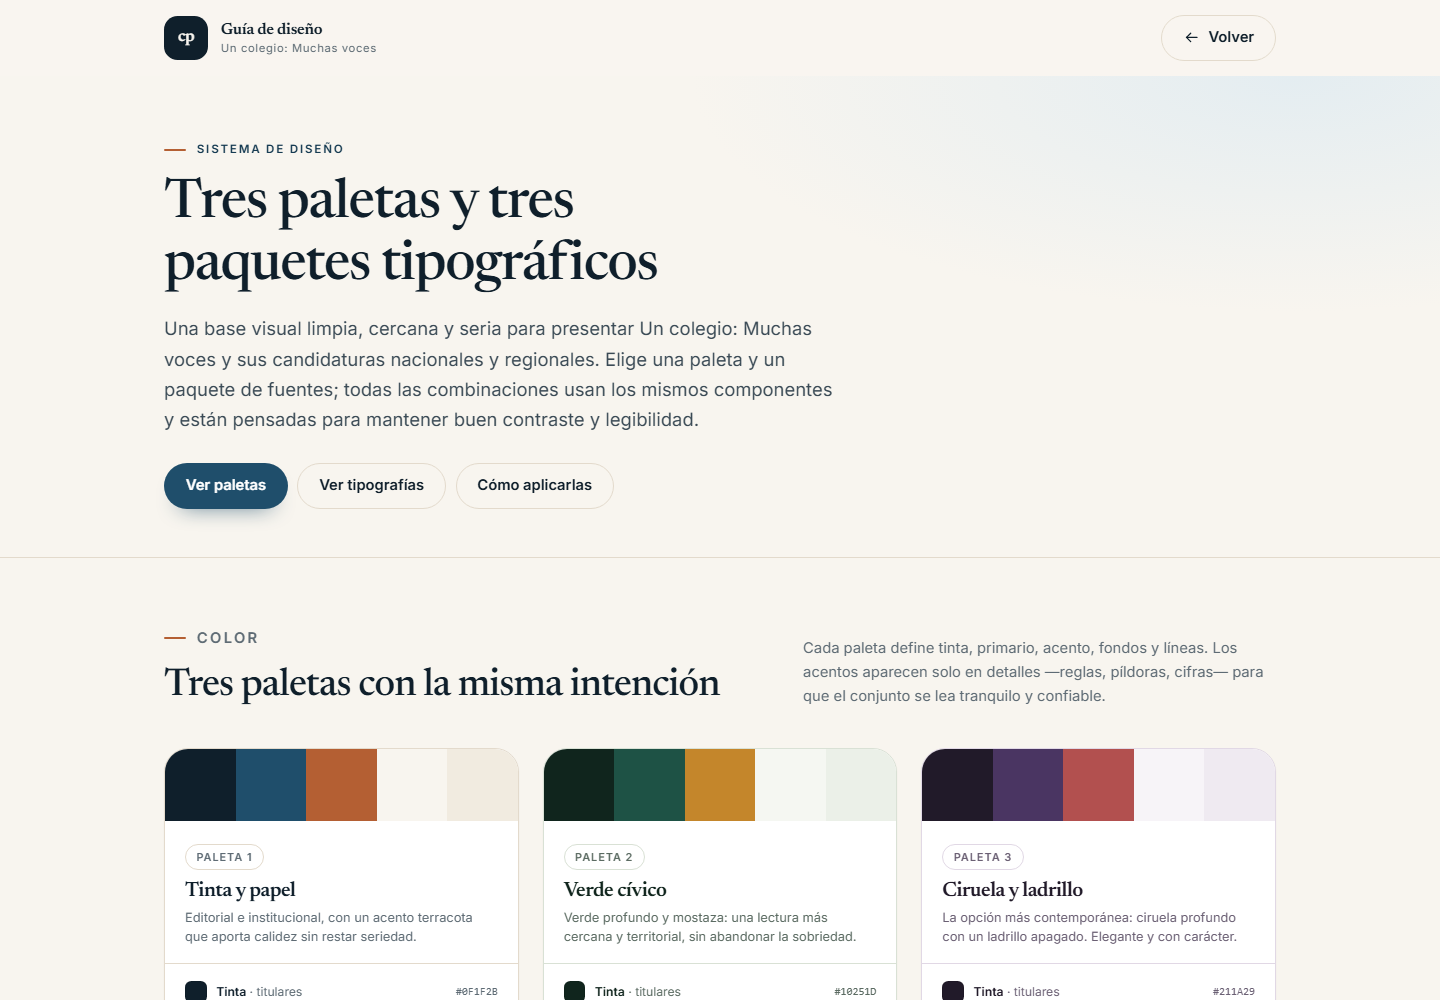 cp
Guía de diseño
Un colegio: Muchas voces
← Volver
SISTEMA DE DISEÑO
Tres paletas y tres
paquetes tipográficos
Una base visual limpia, cercana y seria para presentar Un colegio: Muchas
voces y sus candidaturas nacionales y regionales. Elige una paleta y un
paquete de fuentes; todas las combinaciones usan los mismos componentes
y están pensadas para mantener buen contraste y legibilidad.
Ver paletas
Ver tipografías
Cómo aplicarlas
COLOR
Tres paletas con la misma intención
Cada paleta define tinta, primario, acento, fondos y líneas. Los
acentos aparecen solo en detalles —reglas, píldoras, cifras— para
que el conjunto se lea tranquilo y confiable.
PALETA 1
Tinta y papel
Editorial e institucional, con un acento terracota
que aporta calidez sin restar seriedad.
Tinta · titulares
#0F1F2B
PALETA 2
Verde cívico
Verde profundo y mostaza: una lectura más
cercana y territorial, sin abandonar la sobriedad.
Tinta · titulares
#10251D
PALETA 3
Ciruela y ladrillo
La opción más contemporánea: ciruela profundo
con un ladrillo apagado. Elegante y con carácter.
Tinta · titulares
#211A29